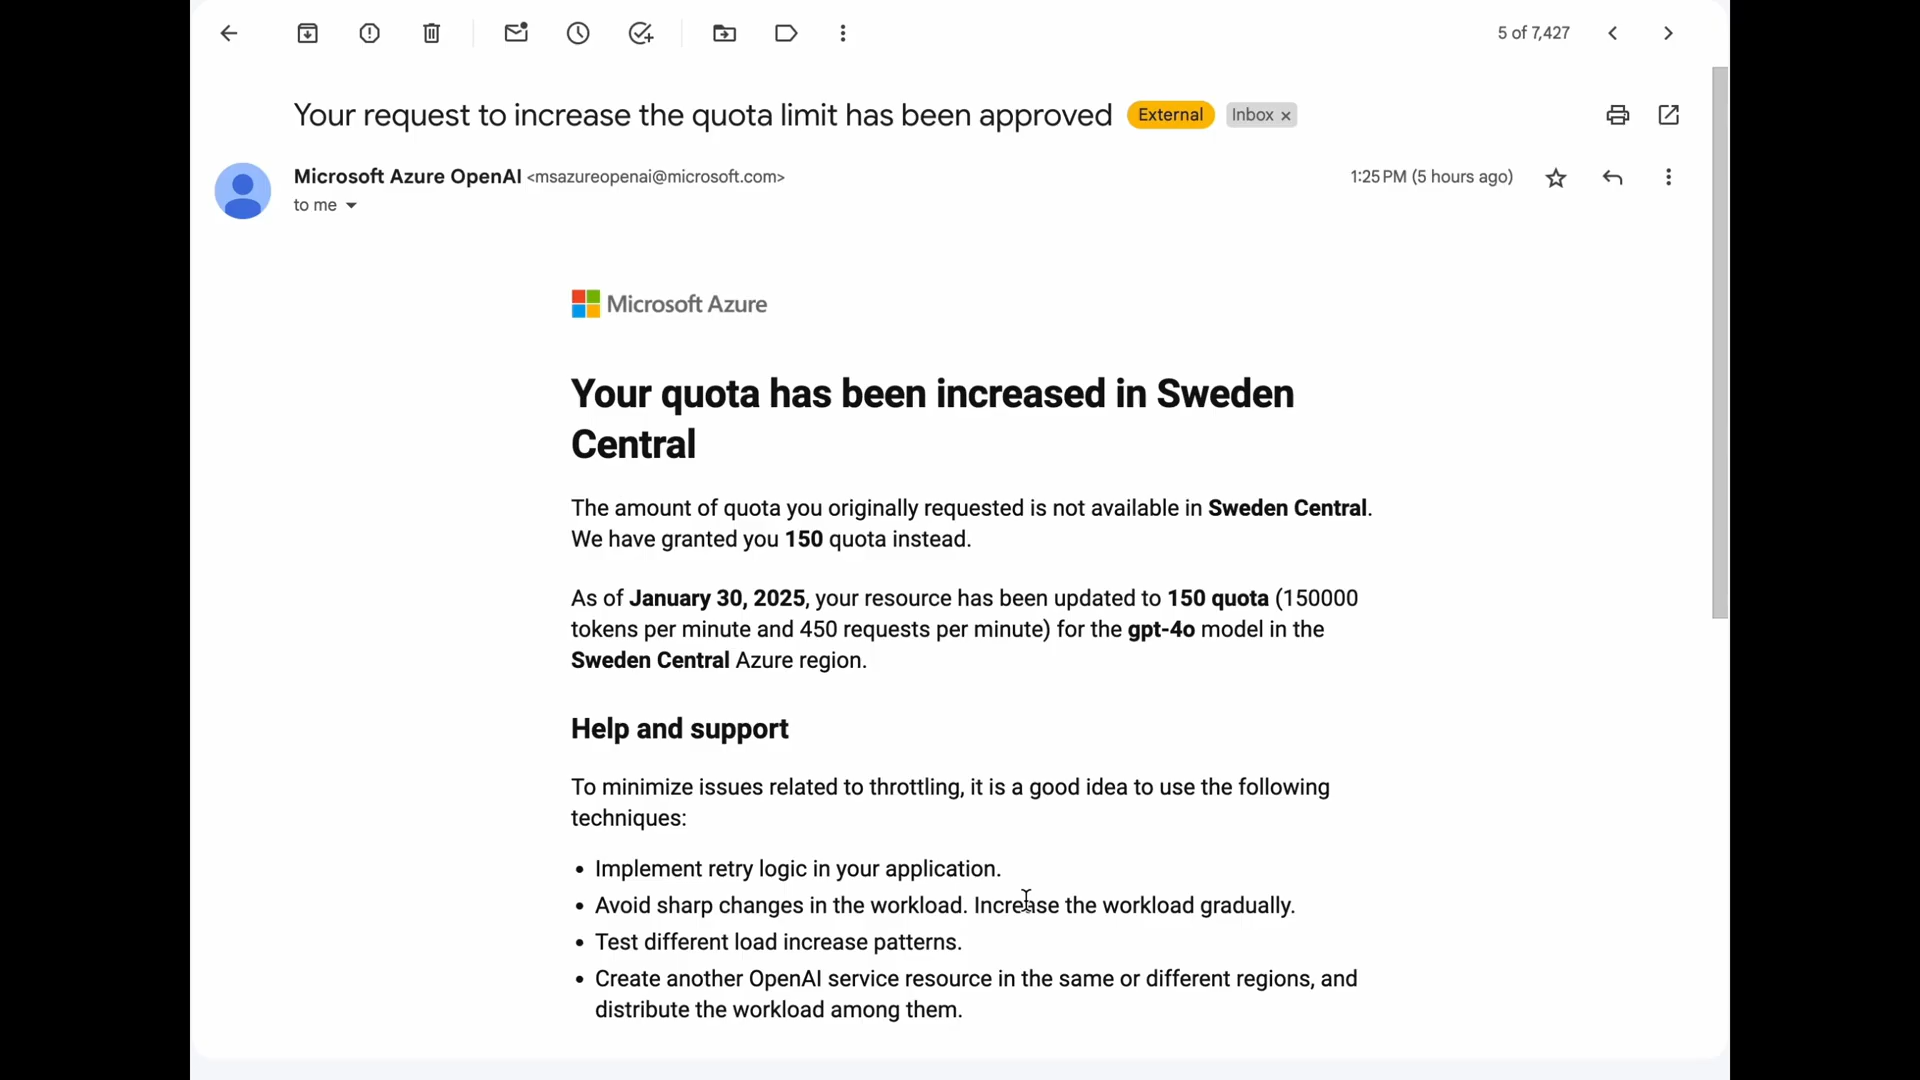 5 of 7,427
Your request to increase the quota limit has been approved External Inbox ×
Microsoft Azure OpenAI <msazureopenai@microsoft.com> 1:25 PM (5 hours ago)
to me
Microsoft Azure
Your quota has been increased in Sweden
Central
The amount of quota you originally requested is not available in Sweden Central.
We have granted you 150 quota instead.
As of January 30, 2025, your resource has been updated to 150 quota (150000
tokens per minute and 450 requests per minute) for the gpt-4o model in the
Sweden Central Azure region.
Help and support
To minimize issues related to throttling, it is a good idea to use the following
techniques:
• Implement retry logic in your application.
• Avoid sharp changes in the workload. Increase the workload gradually.
• Test different load increase patterns.
• Create another OpenAI service resource in the same or different regions, and
distribute the workload among them.